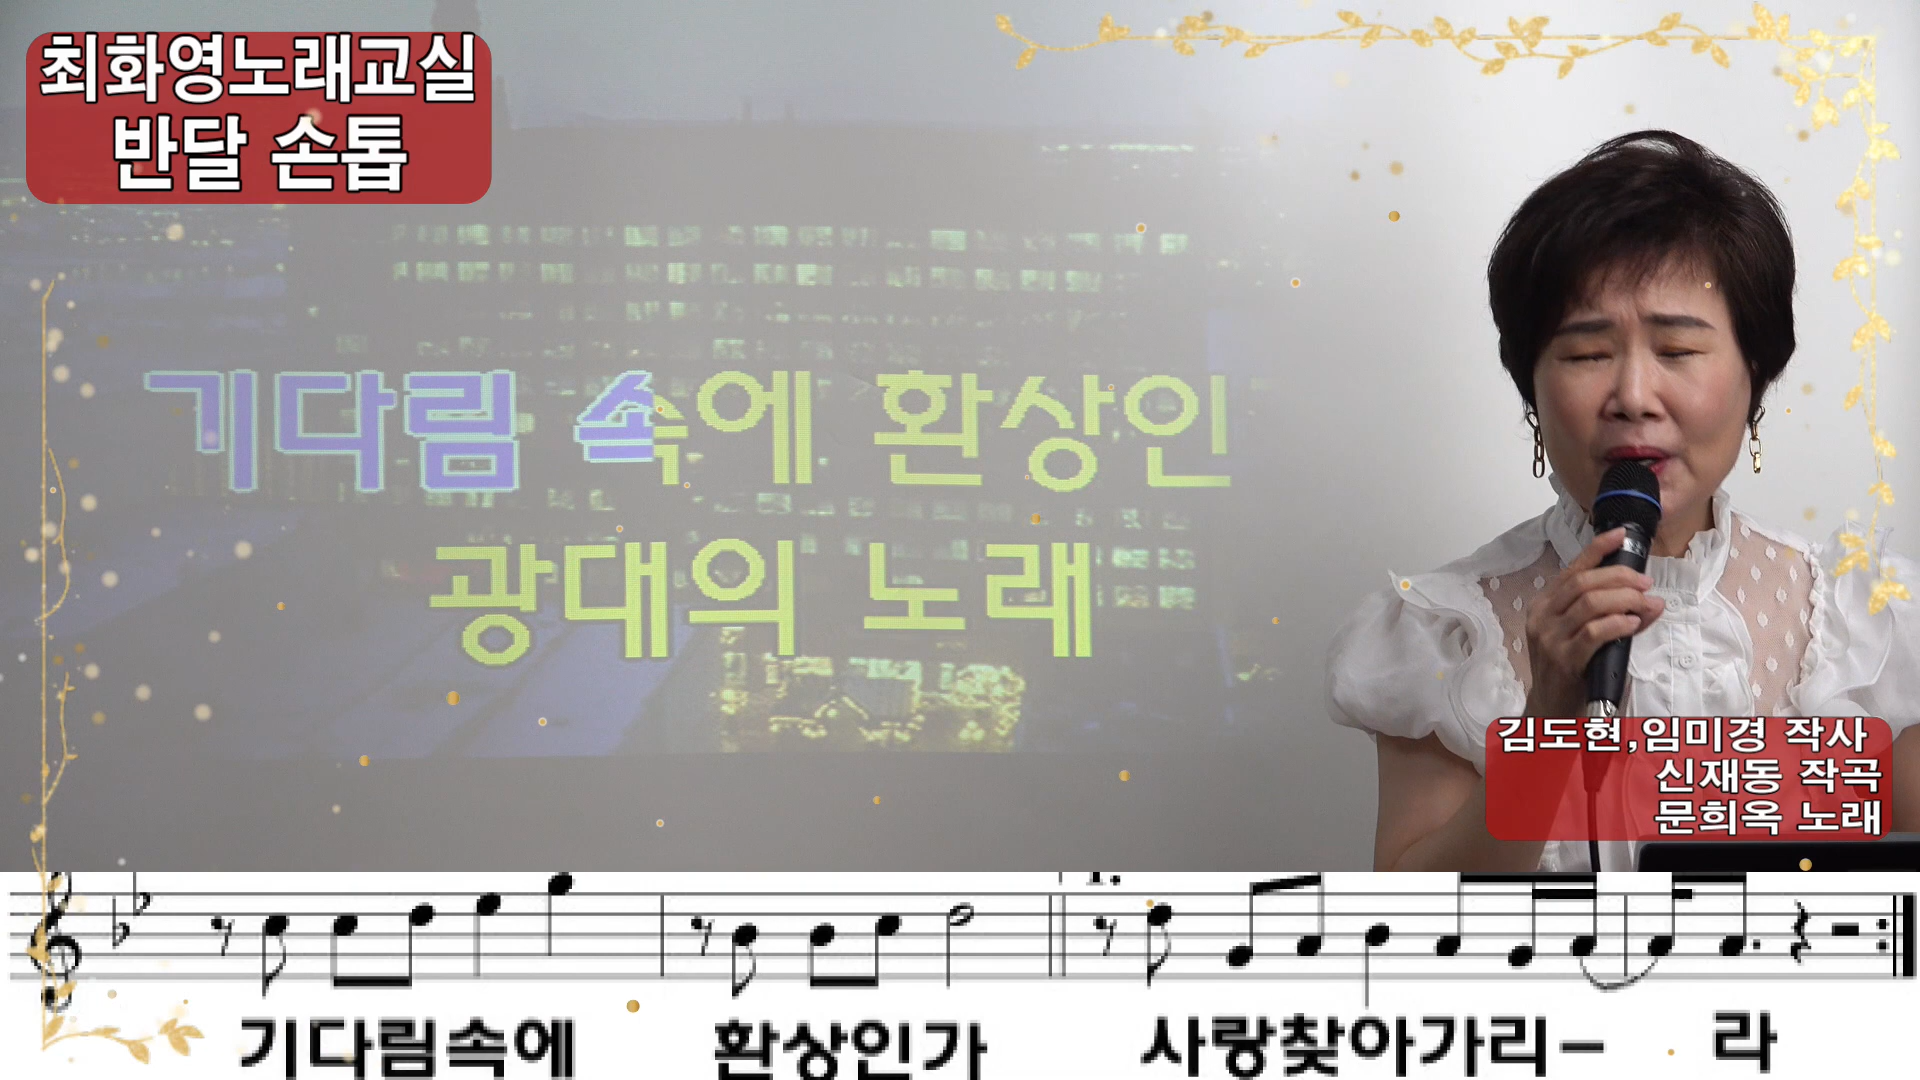 최화영노래교실
반달 손톱
기다림 속에 환상인
광대의 노래
김도현,임미경 작사
신재동 작곡
문희옥 노래
1.
기다림속에 환상인가 사랑찾아가리– 라